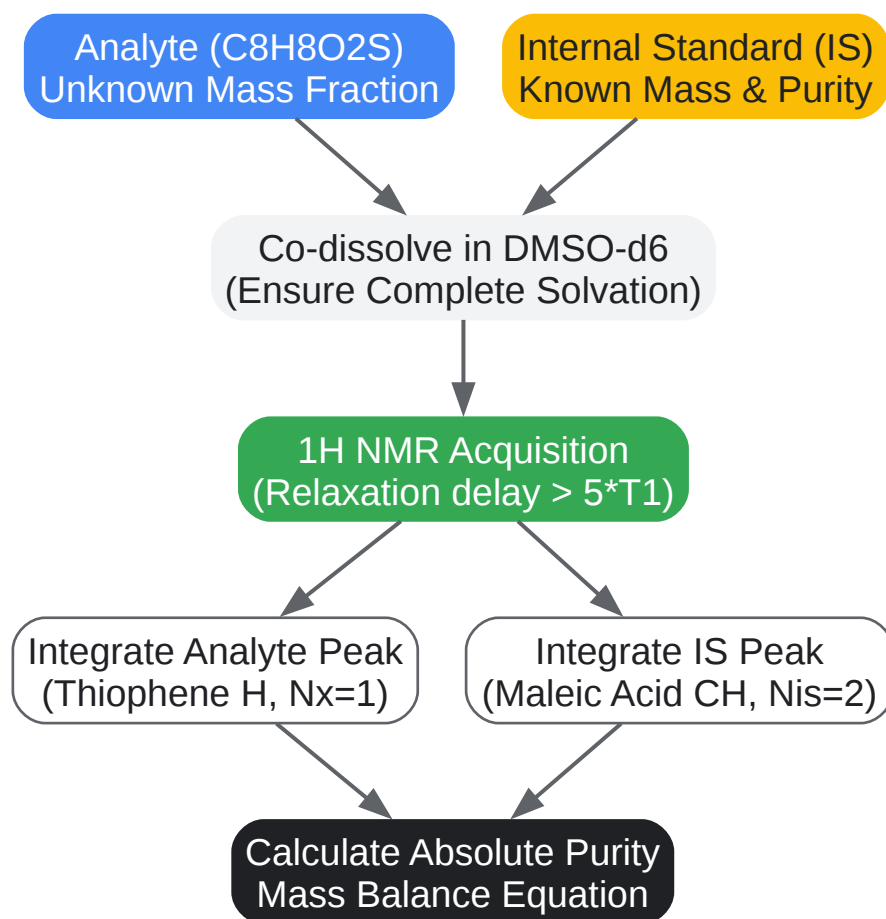 Analyte (C8H8O2S)
Unknown Mass Fraction
Internal Standard (IS)
Known Mass & Purity
Co-dissolve in DMSO-d6
(Ensure Complete Solvation)
1H NMR Acquisition
(Relaxation delay > 5*T1)
Integrate Analyte Peak
(Thiophene H, Nx=1)
Integrate IS Peak
(Maleic Acid CH, Nis=2)
Calculate Absolute Purity
Mass Balance Equation